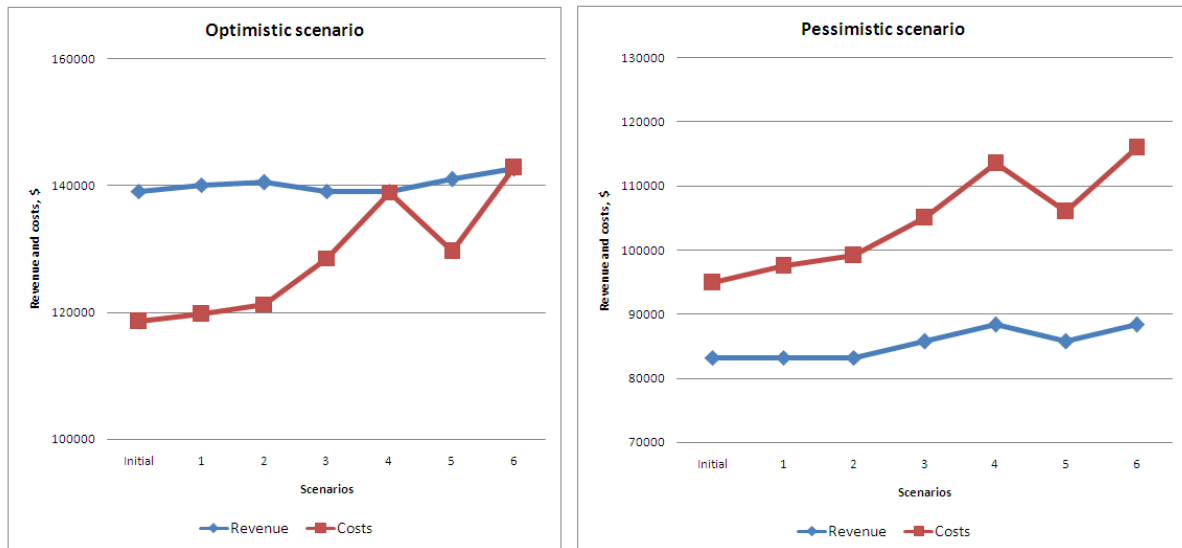 Optimistic scenario
160000
140000
120000
100000
Revenue and costs, $
Initial 1 2 3 4 5 6
Scenarios
Revenue Costs
Pessimistic scenario
130000
120000
110000
100000
90000
80000
70000
Revenue and costs, $
Initial 1 2 3 4 5 6
Scenarios
Revenue Costs